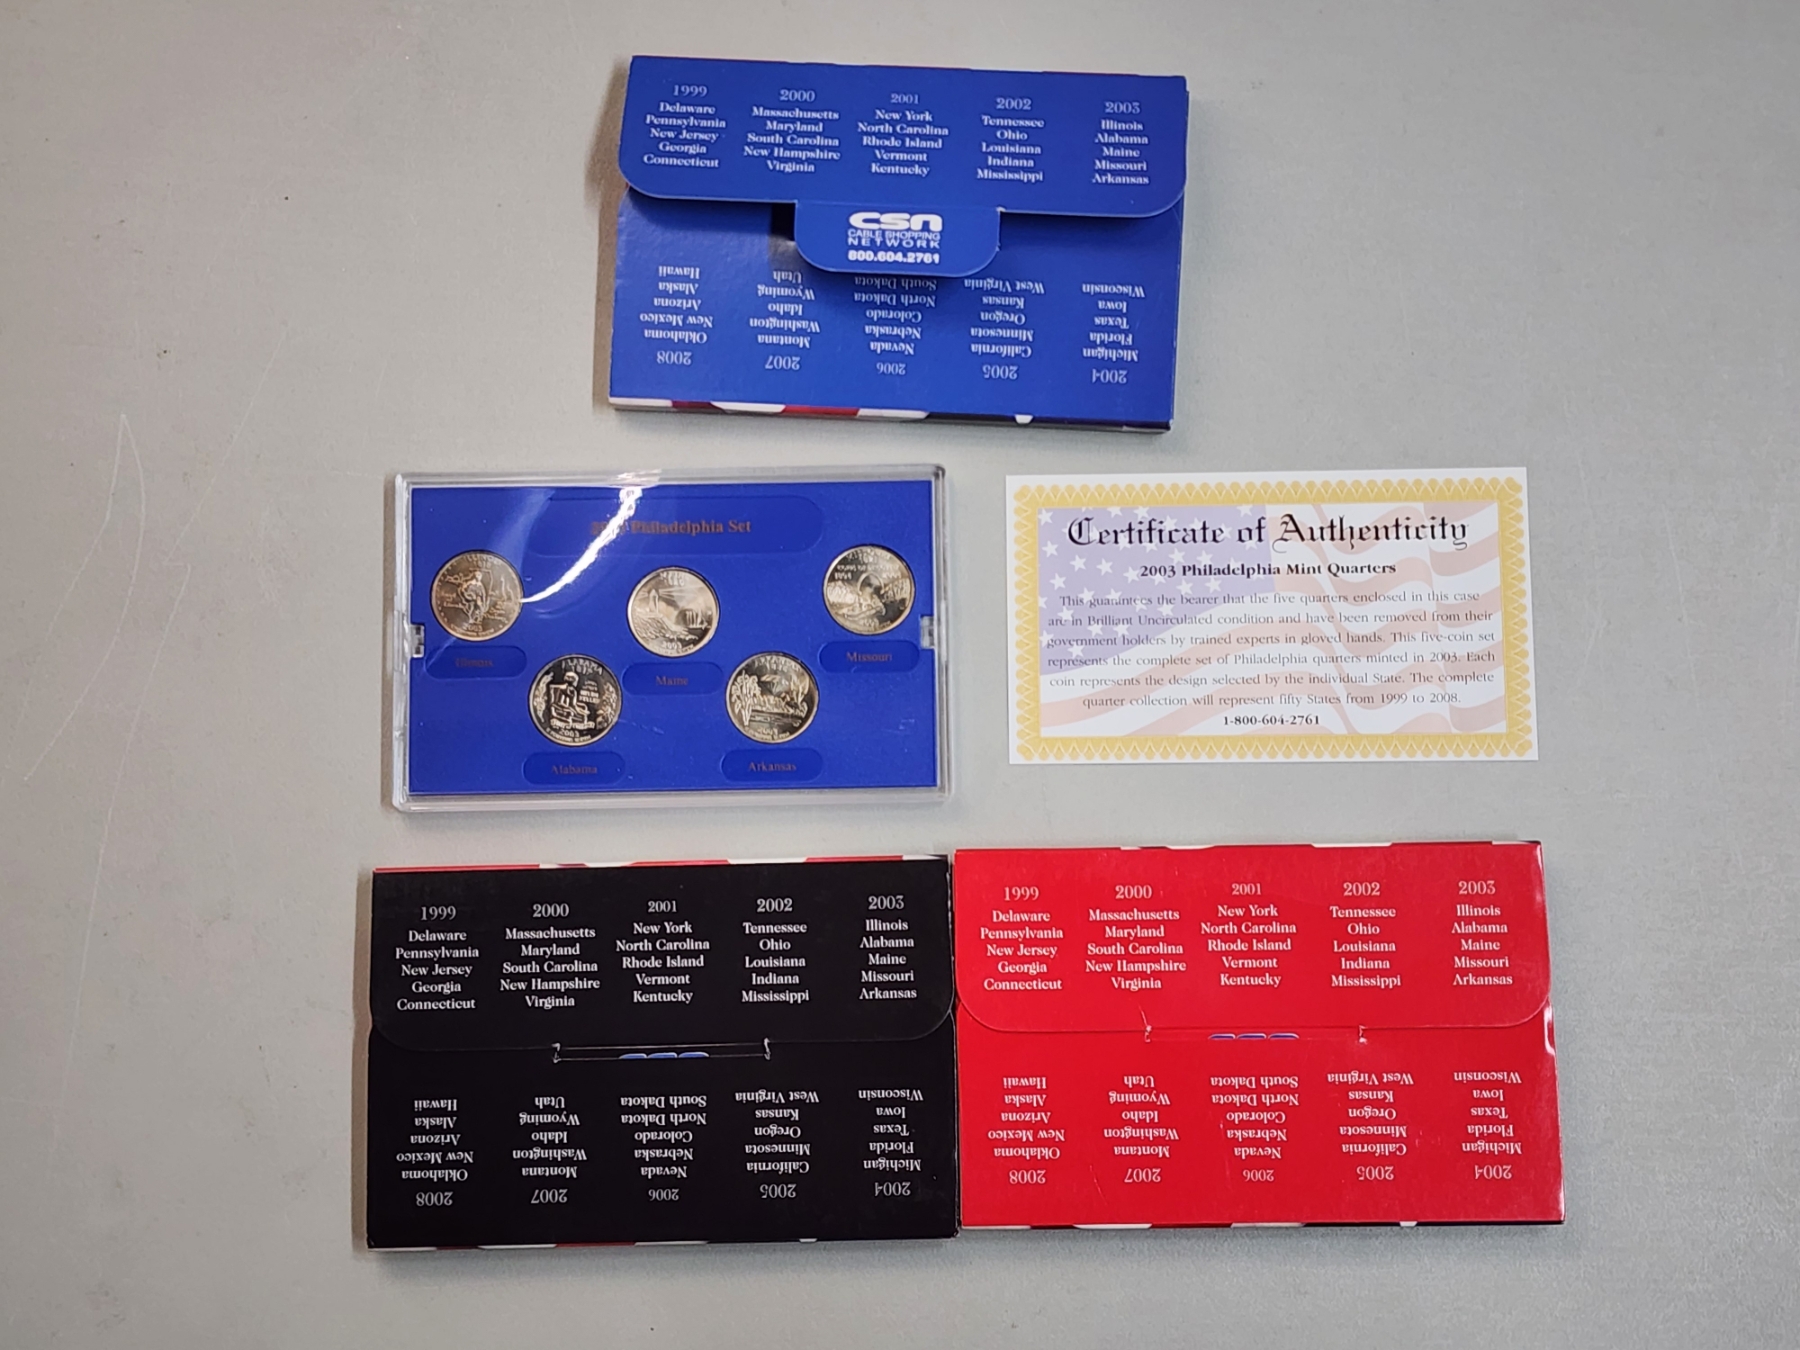 1999
Delaware
Pennsylvania
New Jersey
Georgia
Connecticut
2000
Massachusetts
Maryland
South Carolina
New Hampshire
Virginia
2001
New York
North Carolina
Rhode Island
Vermont
Kentucky
2002
Tennessee
Ohio
Louisiana
Indiana
Mississippi
2003
Illinois
Alabama
Maine
Missouri
Arkansas
CSN
CABLE SHOPPING
NETWORK
800.604.2761
2004
Michigan
Florida
Texas
Iowa
Wisconsin
2005
California
Minnesota
Oregon
Kansas
West Virginia
2006
Nevada
Nebraska
Colorado
North Dakota
South Dakota
2007
Montana
Washington
Idaho
Wyoming
Utah
2008
Oklahoma
New Mexico
Arizona
Alaska
Hawaii
Philadelphia Set
Illinois
Maine
Missouri
Alabama
Arkansas
ALABAMA
2003
2003
Certificate of Authenticity
2003 Philadelphia Mint Quarters
This guarantees the bearer that the five quarters enclosed in this case
are in Brilliant Uncirculated condition and have been removed from their
government holders by trained experts in gloved hands. This five-coin set
represents the complete set of Philadelphia quarters minted in 2003. Each
coin represents the design selected by the individual State. The complete
quarter collection will represent fifty States from 1999 to 2008.
1-800-604-2761
1999
Delaware
Pennsylvania
New Jersey
Georgia
Connecticut
2000
Massachusetts
Maryland
South Carolina
New Hampshire
Virginia
2001
New York
North Carolina
Rhode Island
Vermont
Kentucky
2002
Tennessee
Ohio
Louisiana
Indiana
Mississippi
2003
Illinois
Alabama
Maine
Missouri
Arkansas
2004
Michigan
Florida
Texas
Iowa
Wisconsin
2005
California
Minnesota
Oregon
Kansas
West Virginia
2006
Nevada
Nebraska
Colorado
North Dakota
South Dakota
2007
Montana
Washington
Idaho
Wyoming
Utah
2008
Oklahoma
New Mexico
Arizona
Alaska
Hawaii
1999
Delaware
Pennsylvania
New Jersey
Georgia
Connecticut
2000
Massachusetts
Maryland
South Carolina
New Hampshire
Virginia
2001
New York
North Carolina
Rhode Island
Vermont
Kentucky
2002
Tennessee
Ohio
Louisiana
Indiana
Mississippi
2003
Illinois
Alabama
Maine
Missouri
Arkansas
2004
Michigan
Florida
Texas
Iowa
Wisconsin
2005
California
Minnesota
Oregon
Kansas
West Virginia
2006
Nevada
Nebraska
Colorado
North Dakota
South Dakota
2007
Montana
Washington
Idaho
Wyoming
Utah
2008
Oklahoma
New Mexico
Arizona
Alaska
Hawaii